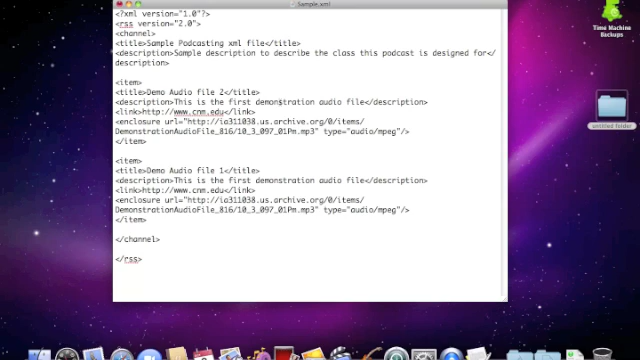 Sample.xml
<?xml version="1.0"?>
<rss version="2.0">
<channel>
<title>Sample Podcasting xml file</title>
<description>Sample description to describe the class this podcast is designed for</
description>
<item>
<title>Demo Audio file 2</title>
<description>This is the first demonstration audio file</description>
<link>http://www.cnm.edu</link>
<enclosure url="http://ia311038.us.archive.org/0/items/
DemonstrationAudioFile_816/10_3_097_01Pm.mp3" type="audio/mpeg"/>
</item>
<item>
<title>Demo Audio file 1</title>
<description>This is the first demonstration audio file</description>
<link>http://www.cnm.edu</link>
<enclosure url="http://ia311038.us.archive.org/0/items/
DemonstrationAudioFile_816/10_3_097_01Pm.mp3" type="audio/mpeg"/>
</item>
</channel>
</rss>
Time Machine
Backups
untitled folder